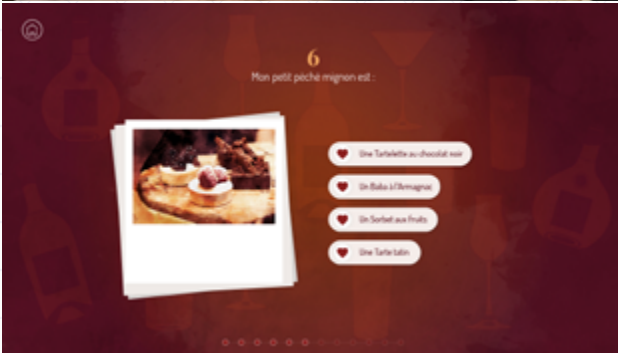 6
Mon petit péché mignon est :
Une Tartelette au chocolat noir
Un Baba à l'Armagnac
Un Sorbet aux fruits
Une Tarte tatin